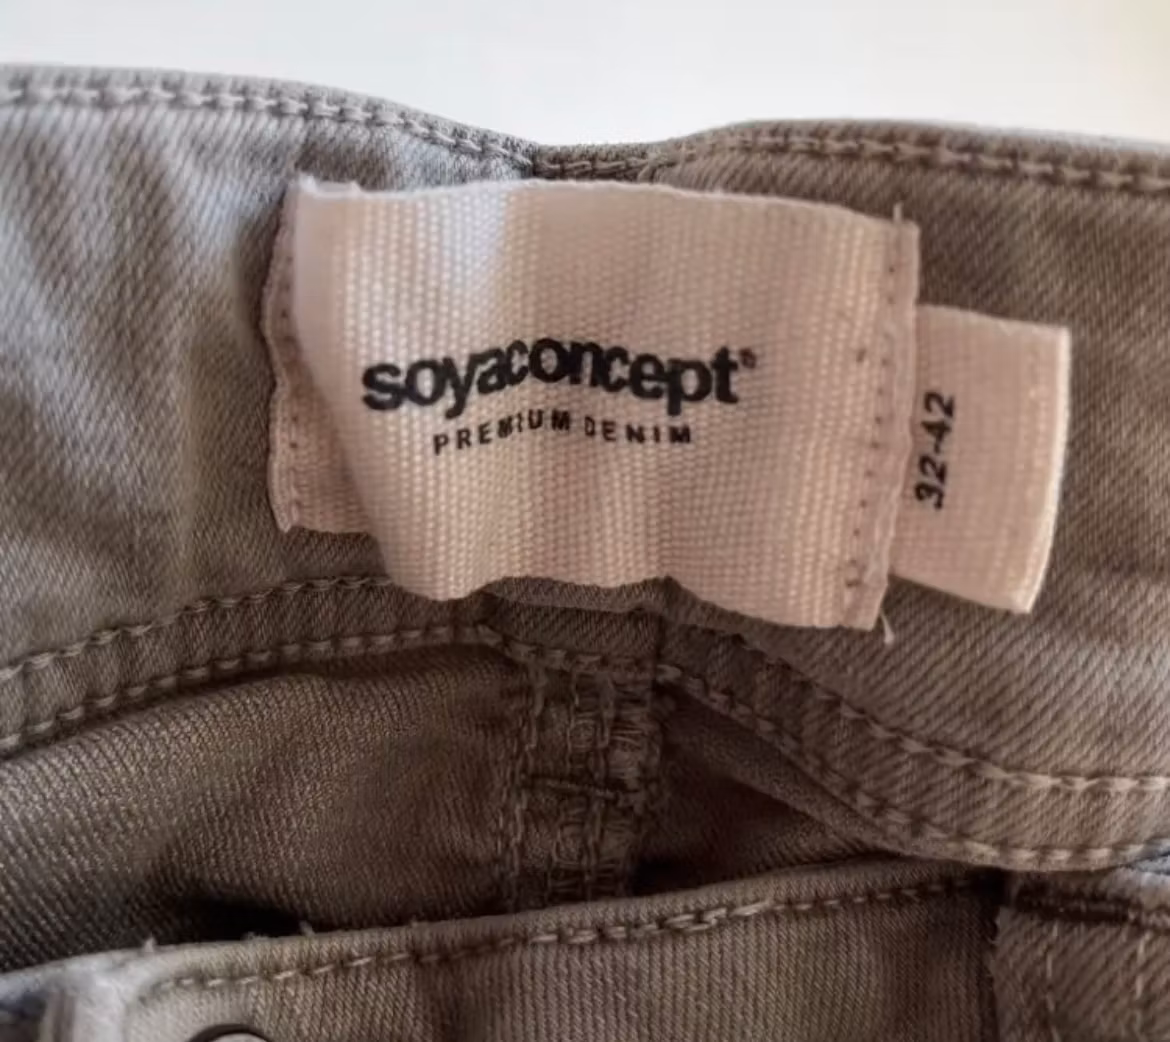 soyaconcept®
PREMIUM DENIM
32-42